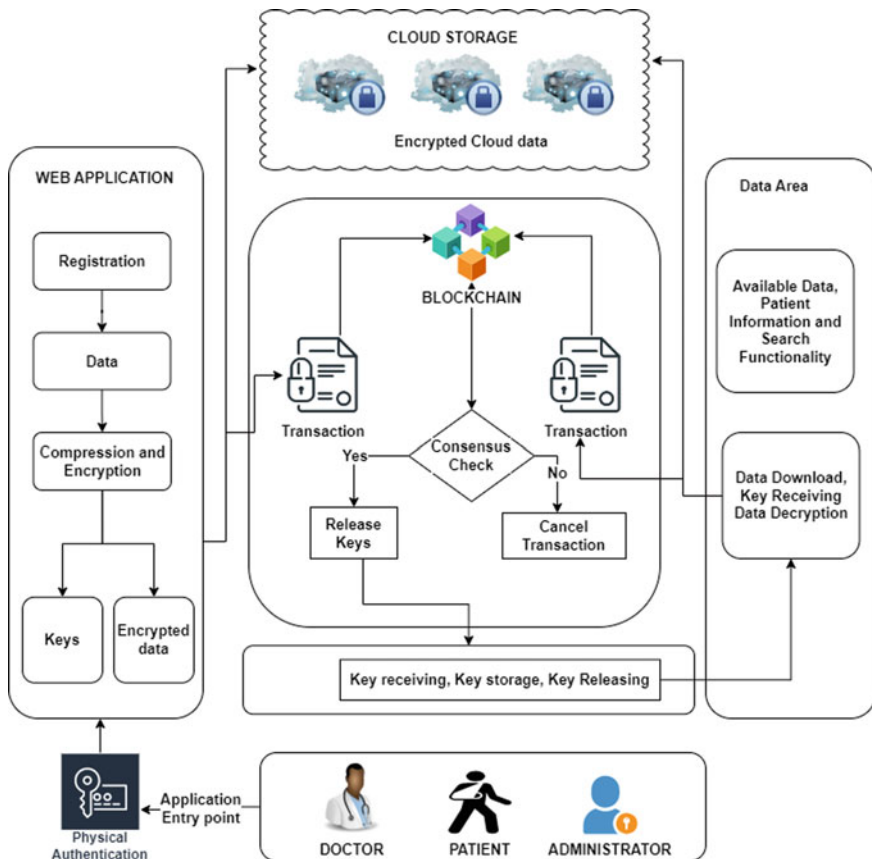 CLOUD STORAGE
Encrypted Cloud data
WEB APPLICATION
Registration
Data
Compression and
Encryption
Keys
Encrypted
data
BLOCKCHAIN
Transaction
Transaction
Consensus
Check
Yes
No
Release
Keys
Cancel
Transaction
Key receiving, Key storage, Key Releasing
Data Area
Available Data,
Patient
Information and
Search
Functionality
Data Download,
Key Receiving
Data Decryption
Physical
Authentication
Application
Entry point
DOCTOR
PATIENT
ADMINISTRATOR